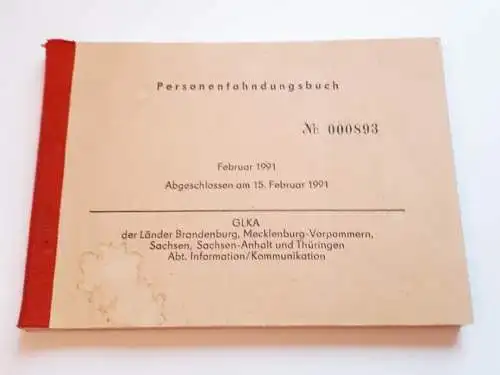 Personenfahndungsbuch
№ 000893
Februar 1991
Abgeschlossen am 15. Februar 1991
GLKA
der Länder Brandenburg, Mecklenburg-Vorpommern,
Sachsen, Sachsen-Anhalt und Thüringen
Abt. Information/Kommunikation